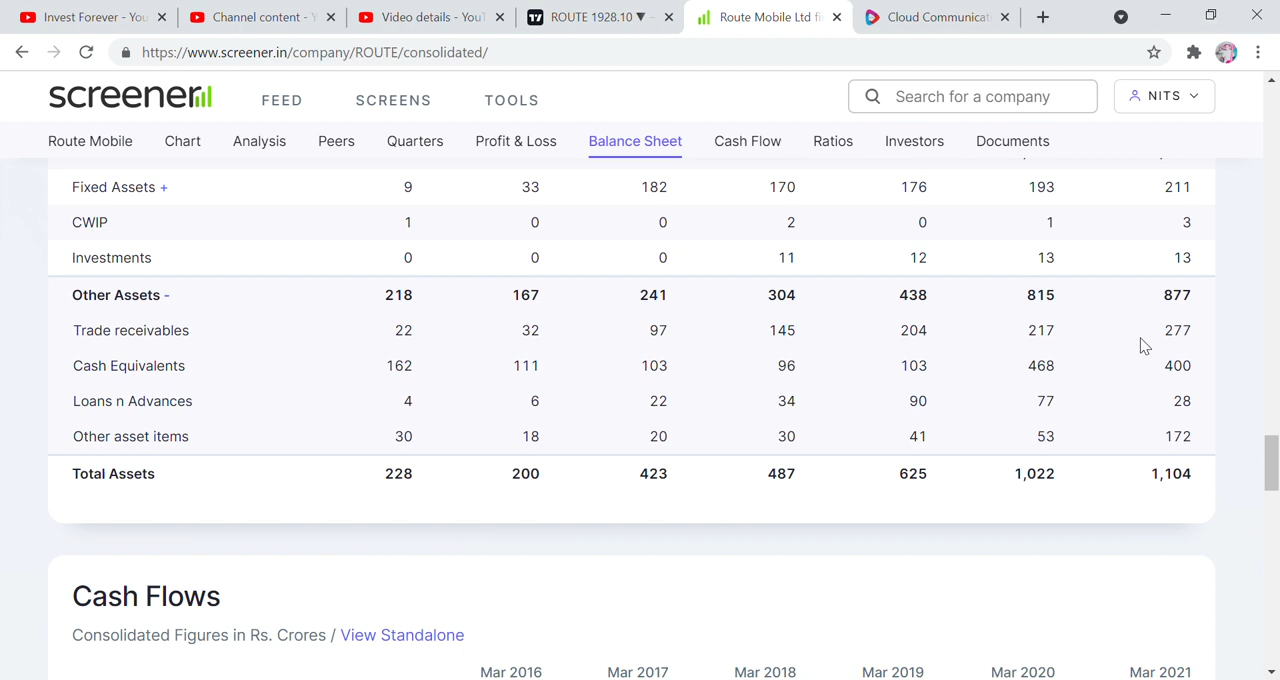 Invest Forever - You
Channel content - Y
Video details - YouT
ROUTE 1928.10 ▼ -
Route Mobile Ltd fi
Cloud Communicat
https://www.screener.in/company/ROUTE/consolidated/
screener
FEED SCREENS TOOLS
Search for a company
NITS
Route Mobile Chart Analysis Peers Quarters Profit & Loss Balance Sheet Cash Flow Ratios Investors Documents
Fixed Assets + 9 33 182 170 176 193 211
CWIP 1 0 0 2 0 1 3
Investments 0 0 0 11 12 13 13
Other Assets - 218 167 241 304 438 815 877
Trade receivables 22 32 97 145 204 217 277
Cash Equivalents 162 111 103 96 103 468 400
Loans n Advances 4 6 22 34 90 77 28
Other asset items 30 18 20 30 41 53 172
Total Assets 228 200 423 487 625 1,022 1,104
Cash Flows
Consolidated Figures in Rs. Crores / View Standalone
Mar 2016 Mar 2017 Mar 2018 Mar 2019 Mar 2020 Mar 2021